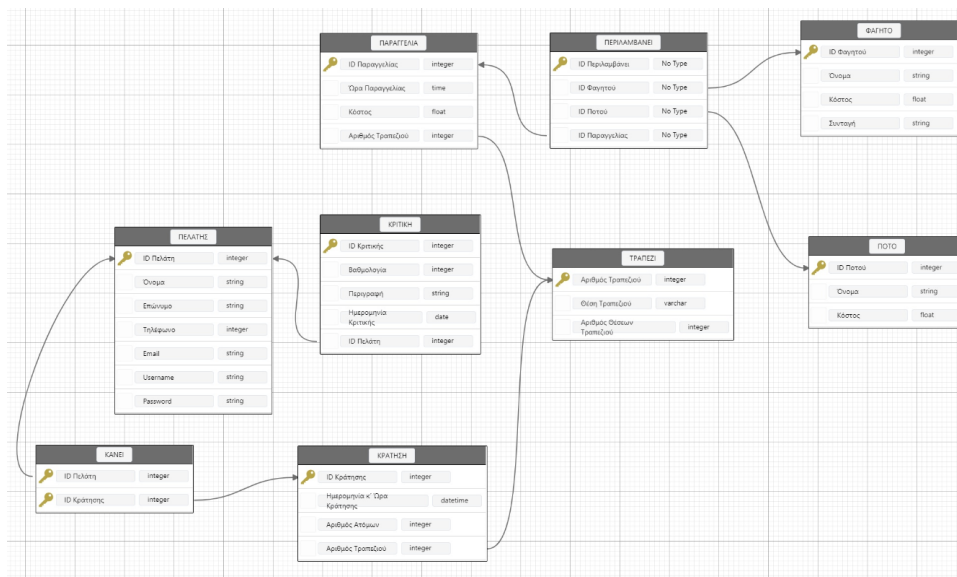 ΠΑΡΑΓΓΕΛΙΑ
ID Παραγγελίας integer
Ώρα Παραγγελίας time
Κόστος float
Αριθμός Τραπεζιού integer
ΠΕΡΙΛΑΜΒΑΝΕΙ
ID Περιλαμβάνει No Type
ID Φαγητού No Type
ID Ποτού No Type
ID Παραγγελίας No Type
ΦΑΓΗΤΟ
ID Φαγητού integer
Όνομα string
Κόστος float
Συνταγή string
ΠΕΛΑΤΗΣ
ID Πελάτη integer
Όνομα string
Επώνυμο string
Τηλέφωνο integer
Email string
Username string
Password string
ΚΡΙΤΙΚΗ
ID Κριτικής integer
Βαθμολογία integer
Περιγραφή string
Ημερομηνία
Κριτικής date
ID Πελάτη integer
ΤΡΑΠΕΖΙ
Αριθμός Τραπεζιού integer
Θέση Τραπεζιού varchar
Αριθμός Θέσεων
Τραπεζιού integer
ΠΟΤΟ
ID Ποτού integer
Όνομα string
Κόστος float
ΚΑΝΕΙ
ID Πελάτη integer
ID Κράτησης integer
ΚΡΑΤΗΣΗ
ID Κράτησης integer
Ημερομηνία κ' Ώρα
Κράτησης datetime
Αριθμός Ατόμων integer
Αριθμός Τραπεζιού integer